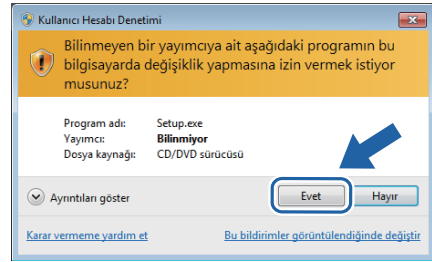 Kullanıcı Hesabı Denetimi
Bilinmeyen bir yayımcıya ait aşağıdaki programın bu
bilgisayarda değişiklik yapmasına izin vermek istiyor
musunuz?
Program adı: Setup.exe
Yayımcı: Bilinmiyor
Dosya kaynağı: CD/DVD sürücüsü
Ayrıntıları göster Evet Hayır
Karar vermeme yardım et Bu bildirimler görüntülendiğinde değiştir